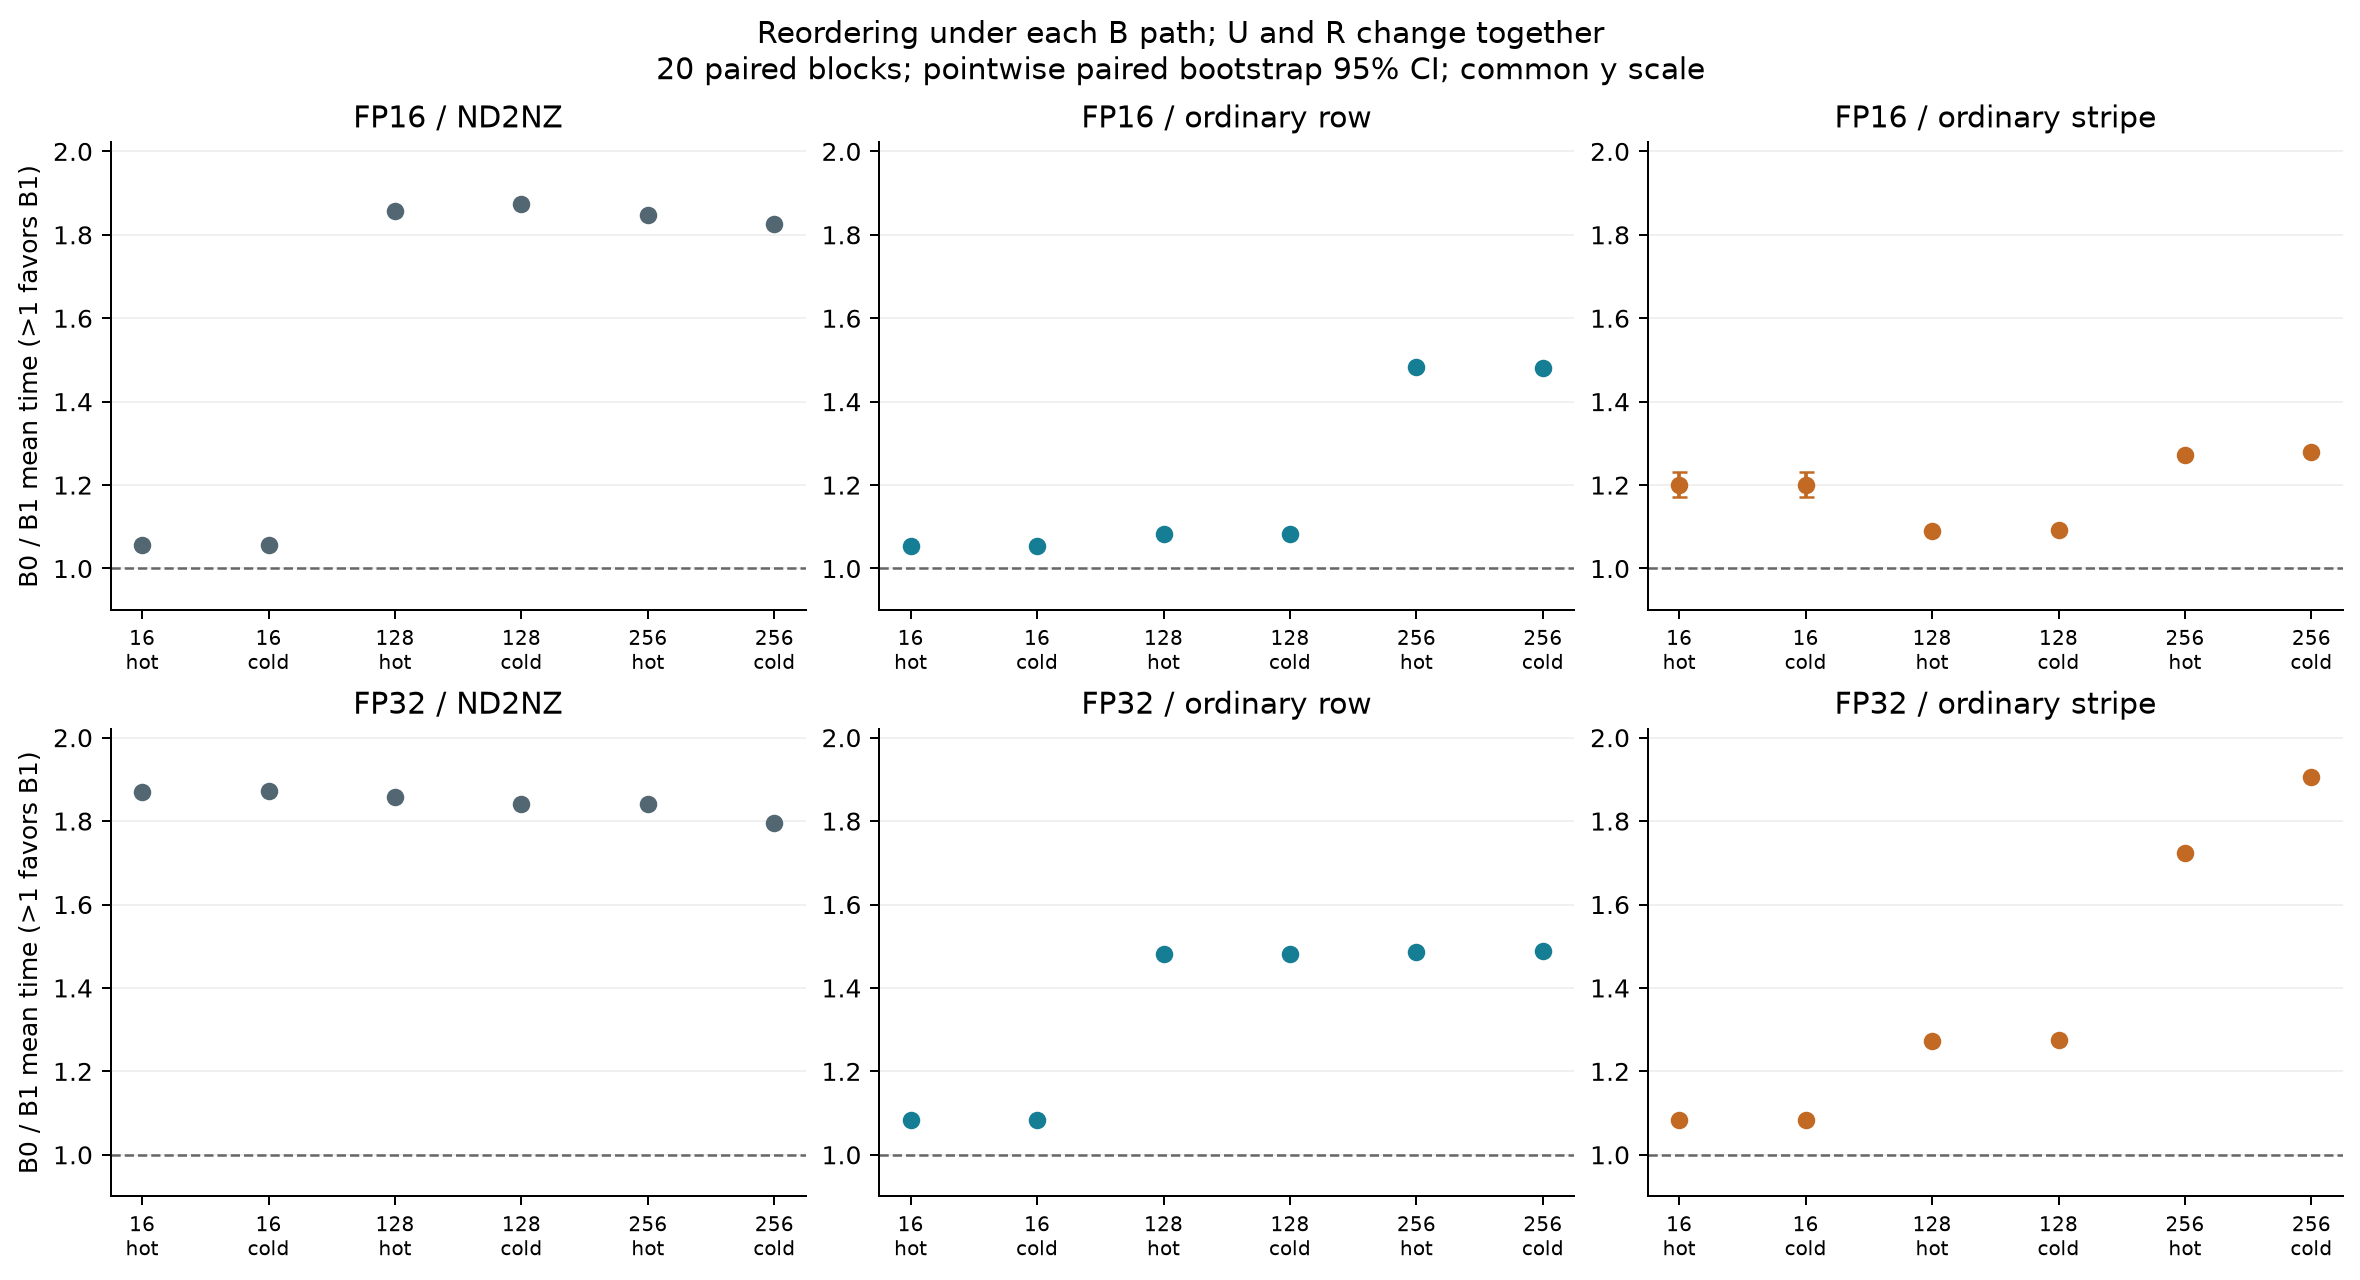 Reordering under each B path; U and R change together
20 paired blocks; pointwise paired bootstrap 95% CI; common y scale
FP16 / ND2NZ
FP16 / ordinary row
FP16 / ordinary stripe
B0 / B1 mean time (>1 favors B1)
2.0
1.8
1.6
1.4
1.2
1.0
2.0
1.8
1.6
1.4
1.2
1.0
2.0
1.8
1.6
1.4
1.2
1.0
16 16 128 128 256 256
hot cold hot cold hot cold
16 16 128 128 256 256
hot cold hot cold hot cold
16 16 128 128 256 256
hot cold hot cold hot cold
FP32 / ND2NZ
FP32 / ordinary row
FP32 / ordinary stripe
B0 / B1 mean time (>1 favors B1)
2.0
1.8
1.6
1.4
1.2
1.0
2.0
1.8
1.6
1.4
1.2
1.0
2.0
1.8
1.6
1.4
1.2
1.0
16 16 128 128 256 256
hot cold hot cold hot cold
16 16 128 128 256 256
hot cold hot cold hot cold
16 16 128 128 256 256
hot cold hot cold hot cold